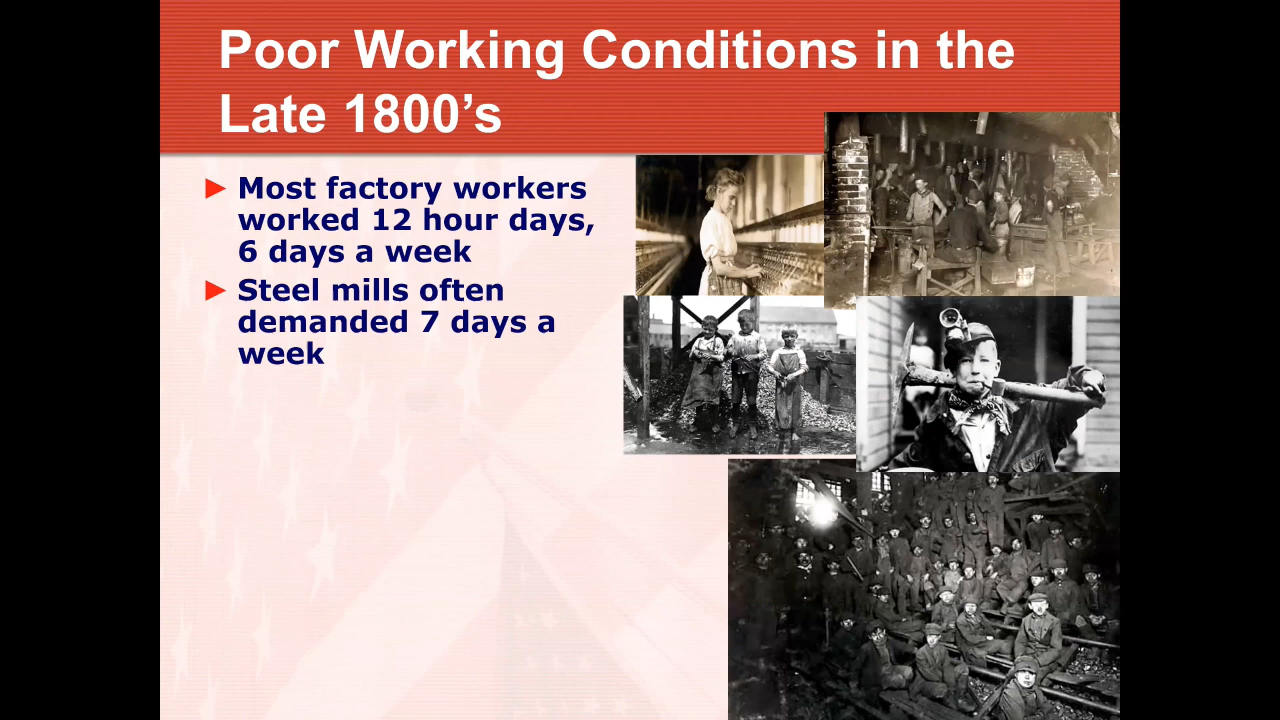 Poor Working Conditions in the
Late 1800’s
► Most factory workers
worked 12 hour days,
6 days a week
► Steel mills often
demanded 7 days a
week